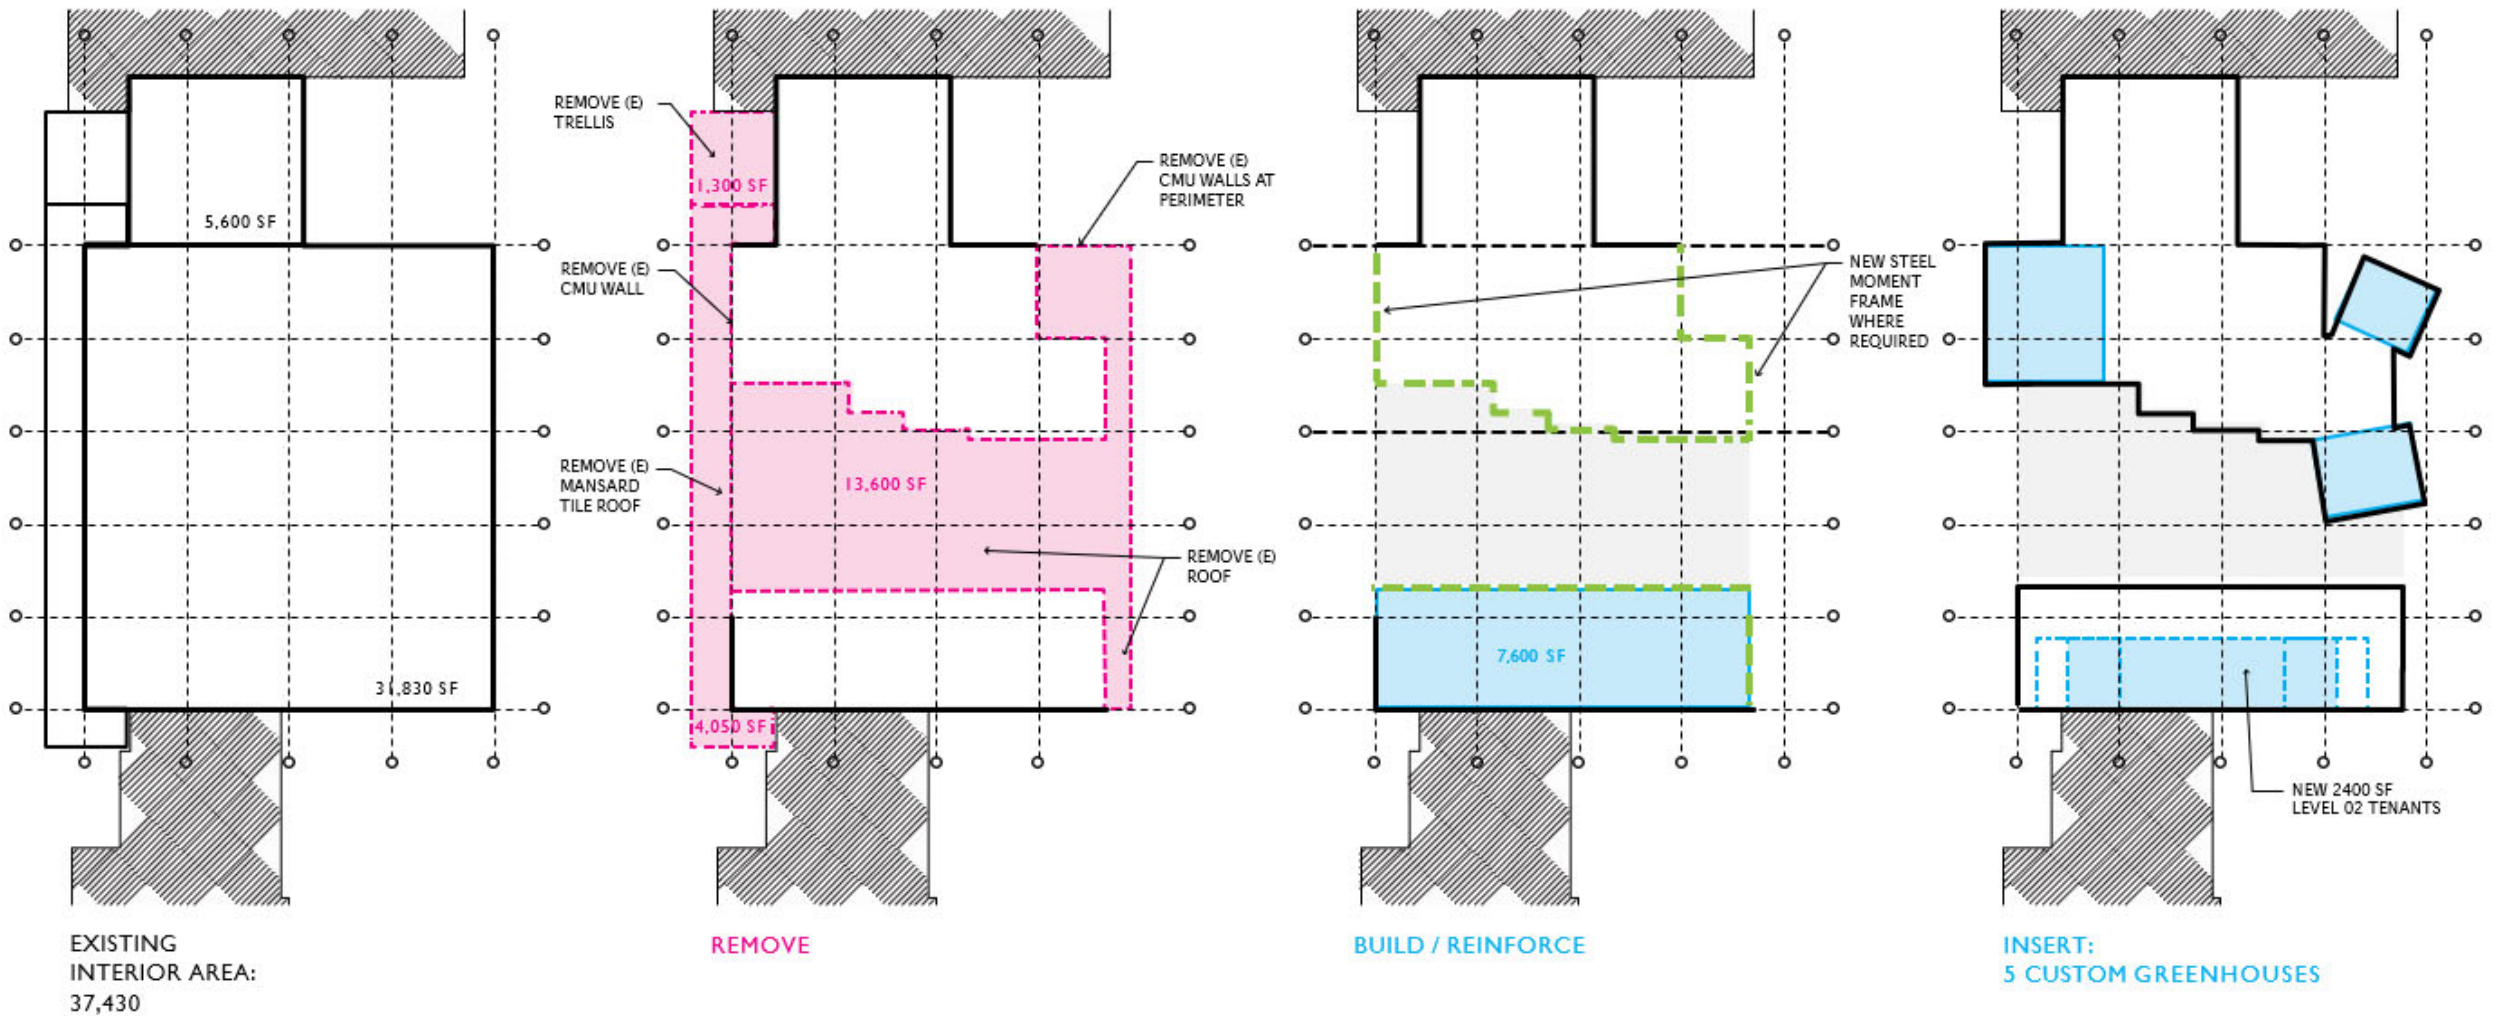 5,600 SF
31,830 SF
EXISTING
INTERIOR AREA:
37,430
REMOVE (E)
TRELLIS
1,300 SF
REMOVE (E)
CMU WALLS AT
PERIMETER
REMOVE (E)
CMU WALL
REMOVE (E)
MANSARD
TILE ROOF
13,600 SF
REMOVE (E)
ROOF
4,050 SF
REMOVE
NEW STEEL
MOMENT
FRAME
WHERE
REQUIRED
7,600 SF
BUILD / REINFORCE
NEW 2400 SF
LEVEL 02 TENANTS
INSERT:
5 CUSTOM GREENHOUSES